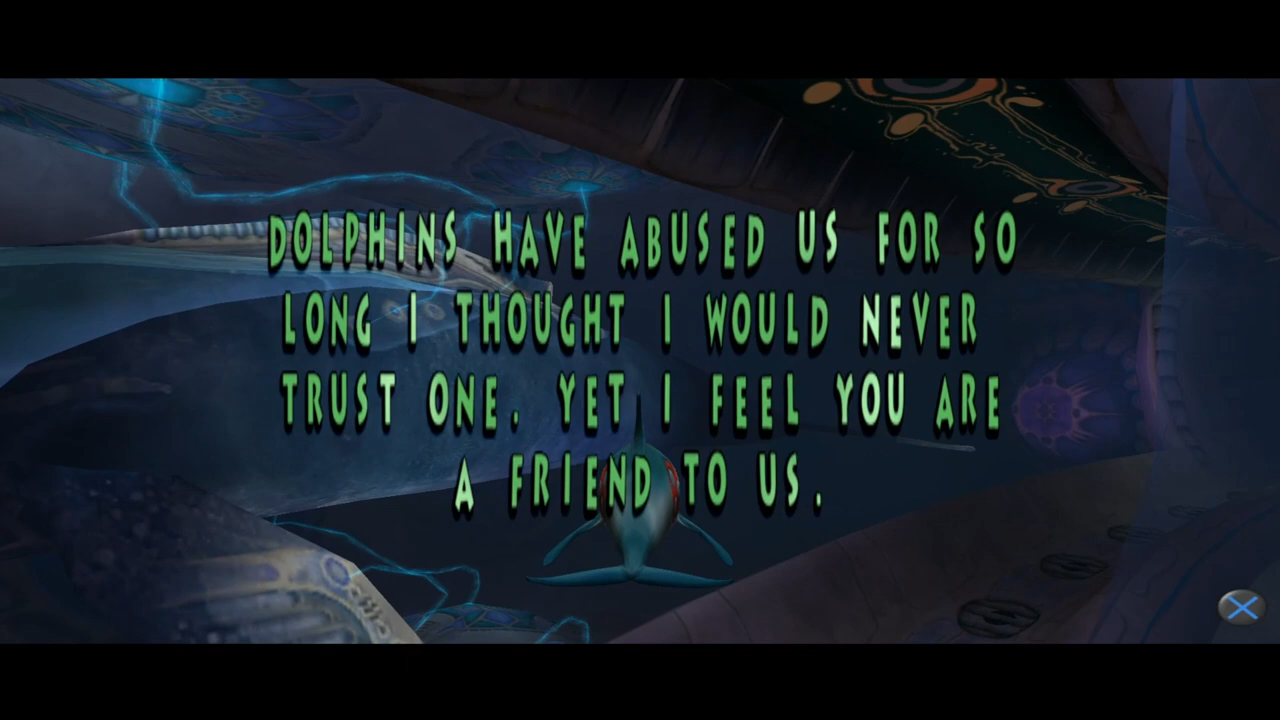 DOLPHINS HAVE ABUSED US FOR SO
LONG I THOUGHT I WOULD NEVER
TRUST ONE. YET I FEEL YOU ARE
A FRIEND TO US.